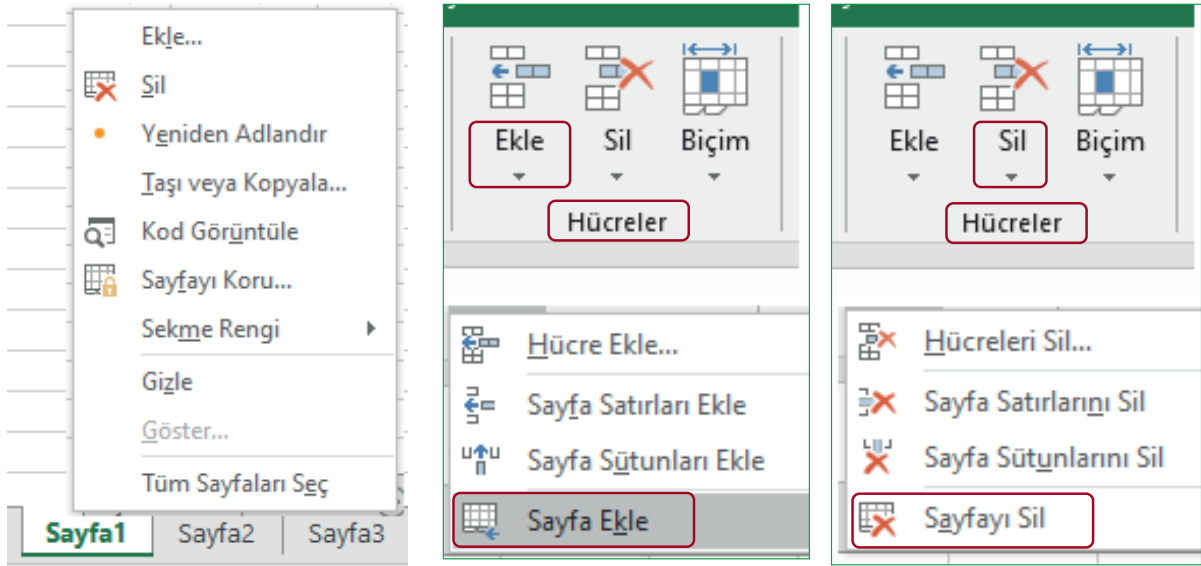 Ekle...
Sil
Yeniden Adlandır
Taşı veya Kopyala...
Kod Görüntüle
Sayfayı Koru...
Sekme Rengi
Gizle
Göster...
Tüm Sayfaları Seç
Sayfa1 Sayfa2 Sayfa3
Ekle Sil Biçim
Hücreler
Hücre Ekle...
Sayfa Satırları Ekle
Sayfa Sütunları Ekle
Sayfa Ekle
Ekle Sil Biçim
Hücreler
Hücreleri Sil...
Sayfa Satırlarını Sil
Sayfa Sütunlarını Sil
Sayfayı Sil